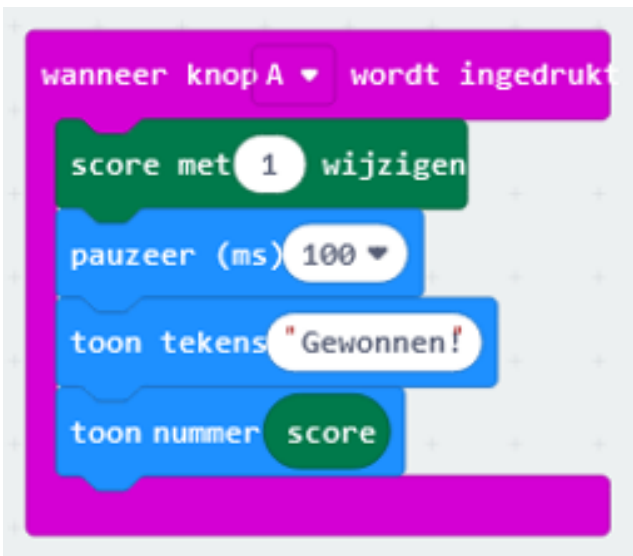 wanneer knop A wordt ingedrukt
score met 1 wijzigen
pauzeer (ms) 100
toon tekens "Gewonnen!"
toon nummer score